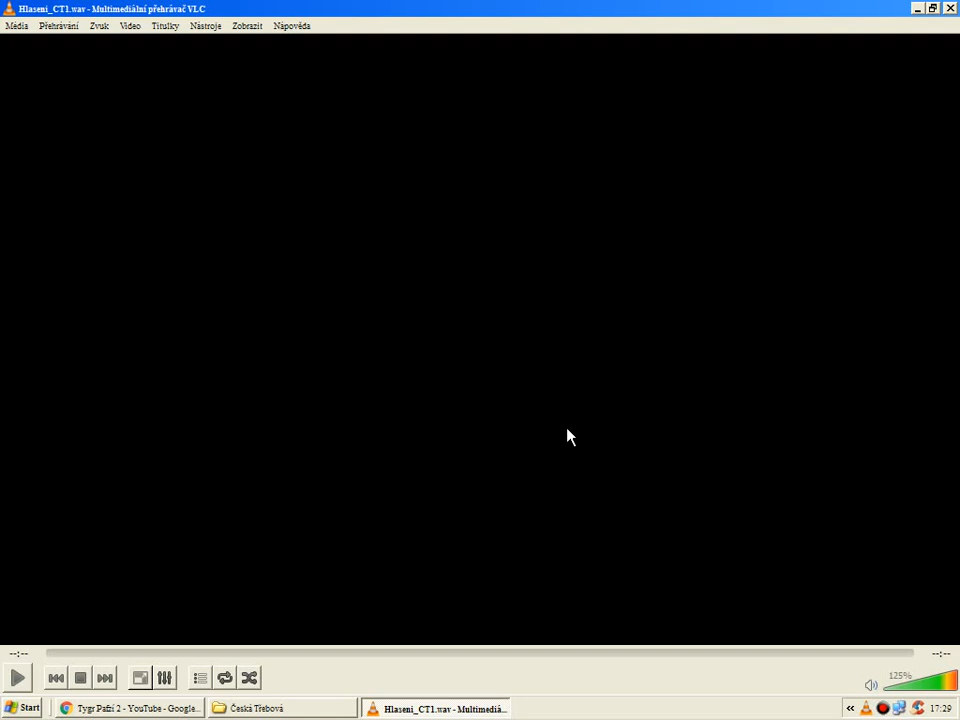 Hlaseni_CT1.wav - Multimediální přehrávač VLC
Média Přehrávání Zvuk Video Titulky Nástroje Zobrazit Nápověda
--:-- --:--
125%
Start Tygr Pařží 2 - YouTube - Google... Česká Třebová Hlaseni_CT1.wav - Multimediá... « 17:29